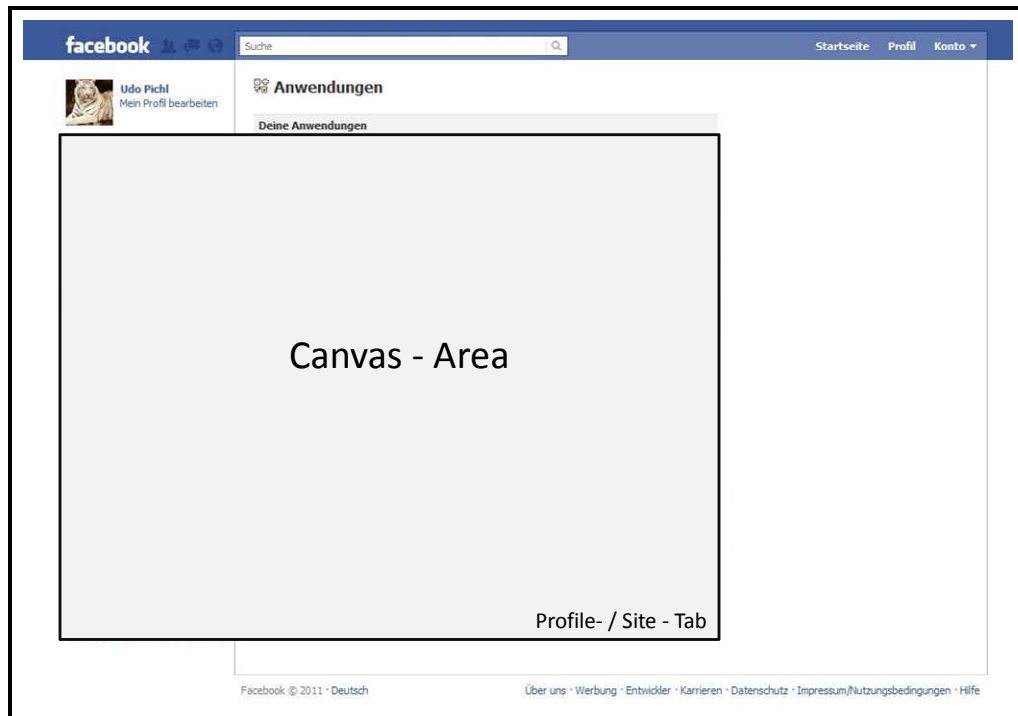 facebook
Suche
Startseite Profil Konto
Udo Pichl
Mein Profil bearbeiten
Anwendungen
Deine Anwendungen
Canvas - Area
Profile- / Site - Tab
Facebook © 2011 · Deutsch
Über uns · Werbung · Entwickler · Karrieren · Datenschutz · Impressum/Nutzungsbedingungen · Hilfe